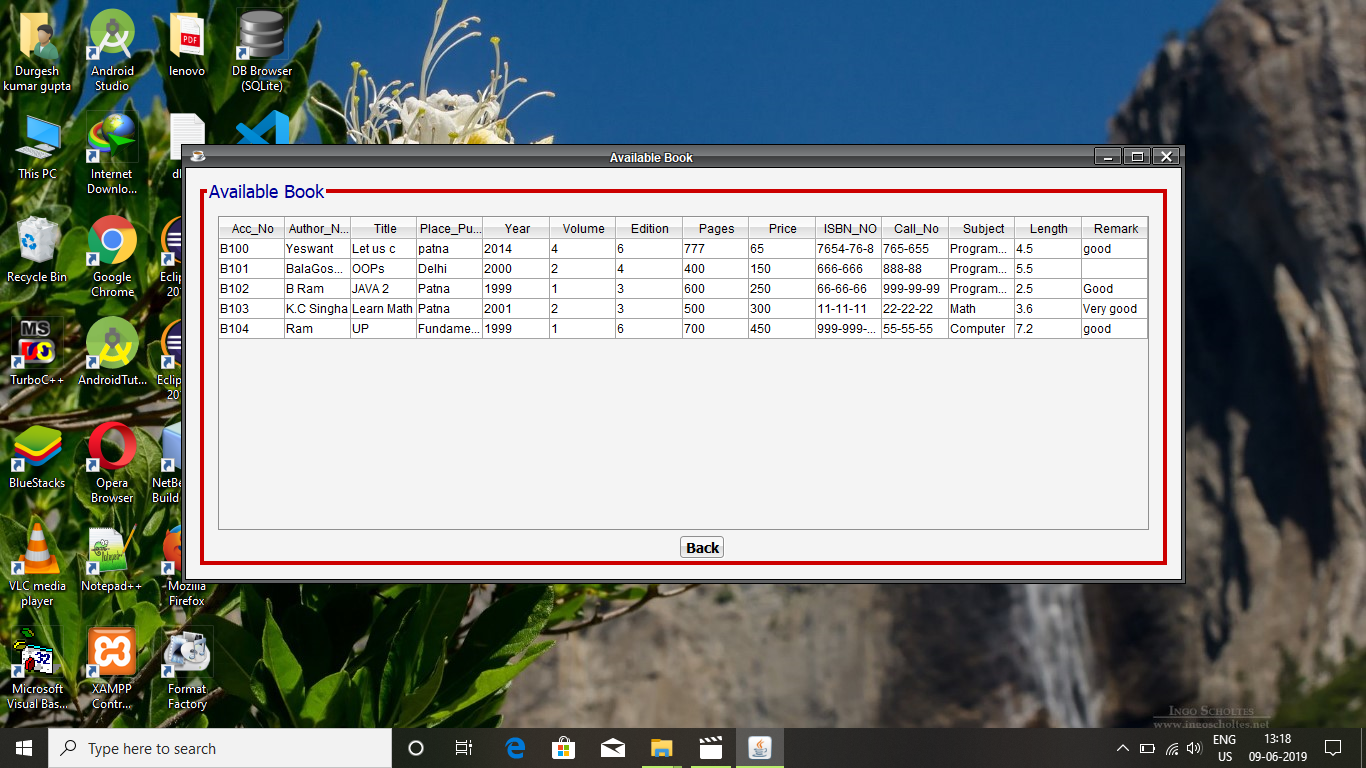 Durgesh kumar gupta
Android Studio
lenovo
DB Browser (SQLite)
This PC
Internet Downlo...
Recycle Bin
Google Chrome
TurboC++
AndroidTut...
BlueStacks
Opera Browser
VLC media player
Notepad++
Mozilla Firefox
Microsoft Visual Bas...
XAMPP Contr...
Format Factory
MS
PDF
Available Book
Available Book
Acc_No Author_N... Title Place_Pu... Year Volume Edition Pages Price ISBN_NO Call_No Subject Length Remark
B100 Yeswant Let us c patna 2014 4 6 777 65 7654-76-8 765-655 Program... 4.5 good
B101 BalaGos... OOPs Delhi 2000 2 4 400 150 666-666 888-88 Program... 5.5
B102 B Ram JAVA 2 Patna 1999 1 3 600 250 66-66-66 999-99-99 Program... 2.5 Good
B103 K.C Singha Learn Math Patna 2001 2 3 500 300 11-11-11 22-22-22 Math 3.6 Very good
B104 Ram UP Fundame... 1999 1 6 700 450 999-999-... 55-55-55 Computer 7.2 good
Back
Ingo Scholtes
www.ingoscholtes.net
Type here to search
ENG
US
13:18
09-06-2019